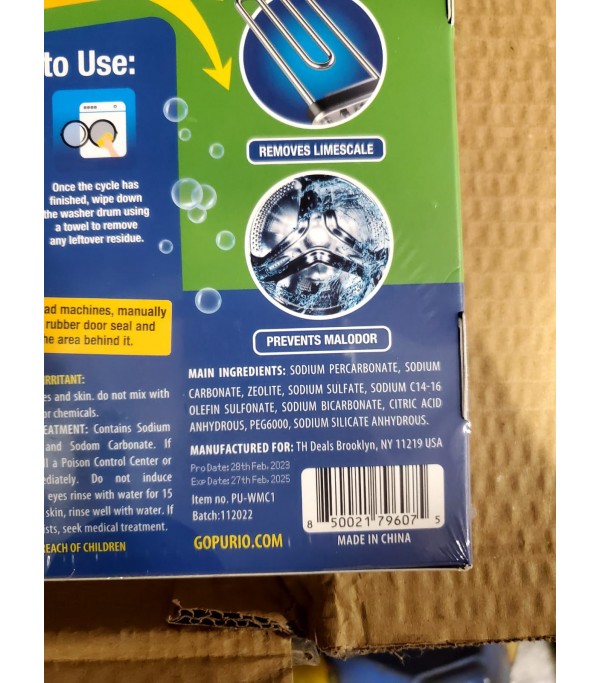 to Use:
REMOVES LIMESCALE
Once the cycle has
finished, wipe down
the washer drum using
a towel to remove
any leftover residue.
ad machines, manually
rubber door seal and
he area behind it.
PREVENTS MALODOR
MAIN INGREDIENTS: SODIUM PERCARBONATE, SODIUM
CARBONATE, ZEOLITE, SODIUM SULFATE, SODIUM C14-16
OLEFIN SULFONATE, SODIUM BICARBONATE, CITRIC ACID
ANHYDROUS, PEG6000, SODIUM SILICATE ANHYDROUS.
MANUFACTURED FOR: TH Deals Brooklyn, NY 11219 USA
Pro Date: 28th Feb, 2023
Exp Date: 27th Feb, 2025
Item no. PU-WMC1
Batch:112022
GOPURIO.COM
8 50021 79607 5
MADE IN CHINA
RRITANT:
es and skin. do not mix with
or chemicals.
EATMENT: Contains Sodium
and Sodom Carbonate. If
ll a Poison Control Center or
ediately. Do not induce
eyes rinse with water for 15
skin, rinse well with water. If
ists, seek medical treatment.
REACH OF CHILDREN